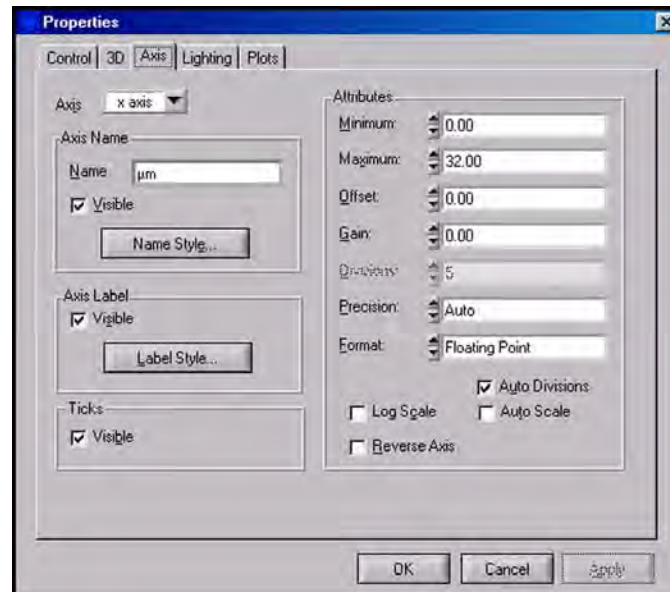 Properties
Control 3D Axis Lighting Plots
Axis x axis
Axis Name
Name µm
Visible
Name Style...
Axis Label
Visible
Label Style...
Ticks
Visible
Attributes
Minimum: 0.00
Maximum: 32.00
Offset: 0.00
Gain: 0.00
Divisions: 5
Precision: Auto
Format: Floating Point
Auto Divisions
Log Scale Auto Scale
Reverse Axis
OK Cancel Apply